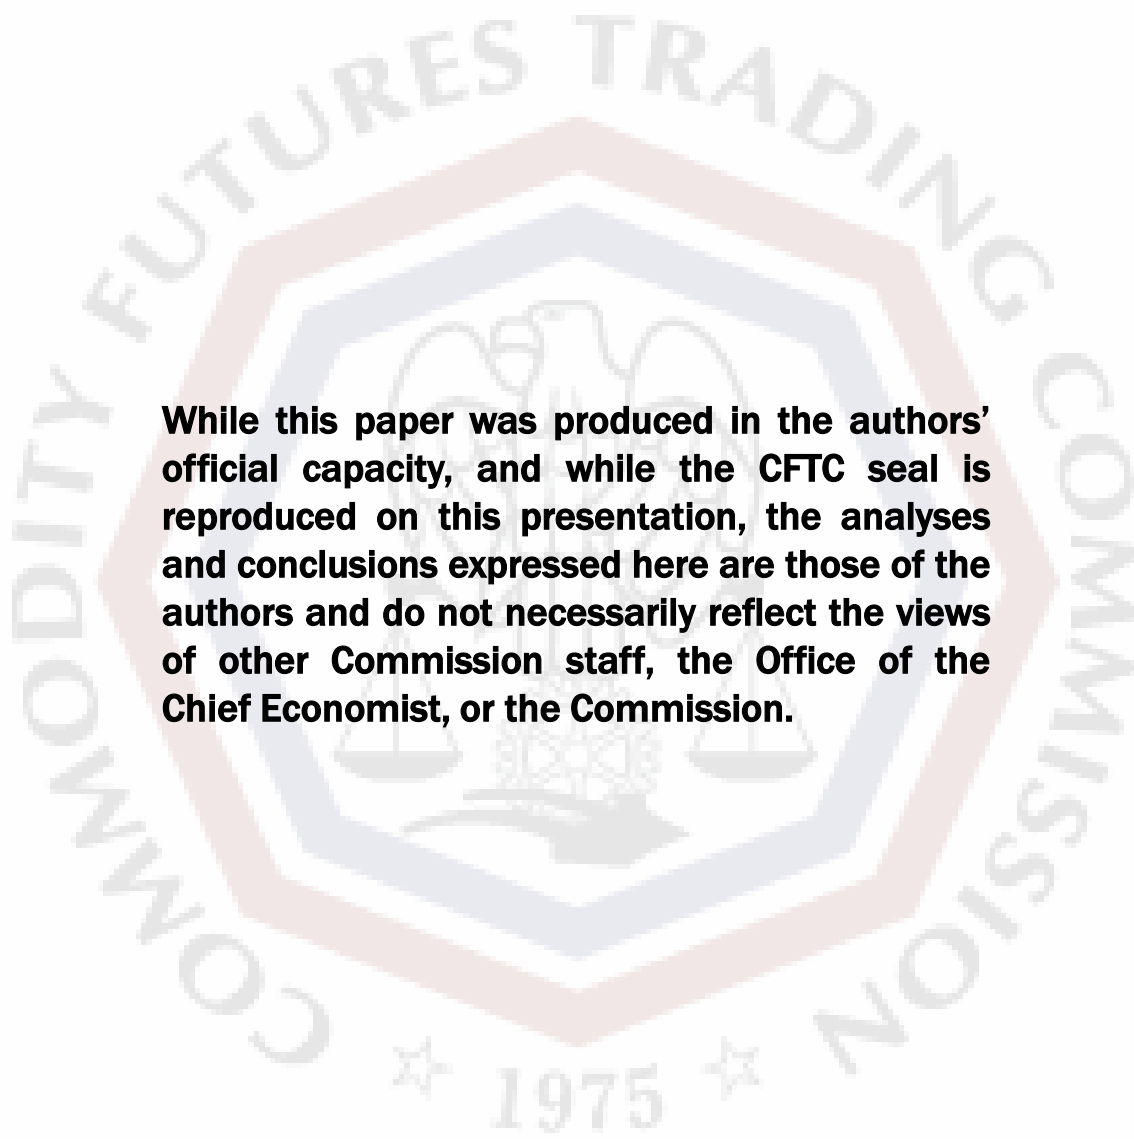 COMMODITY FUTURES TRADING COMMISSION
While this paper was produced in the authors’
official capacity, and while the CFTC seal is
reproduced on this presentation, the analyses
and conclusions expressed here are those of the
authors and do not necessarily reflect the views
of other Commission staff, the Office of the
Chief Economist, or the Commission.
1975